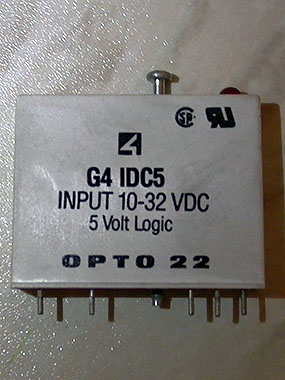 G4 IDC5
INPUT 10-32 VDC
5 Volt Logic
OPTO 22